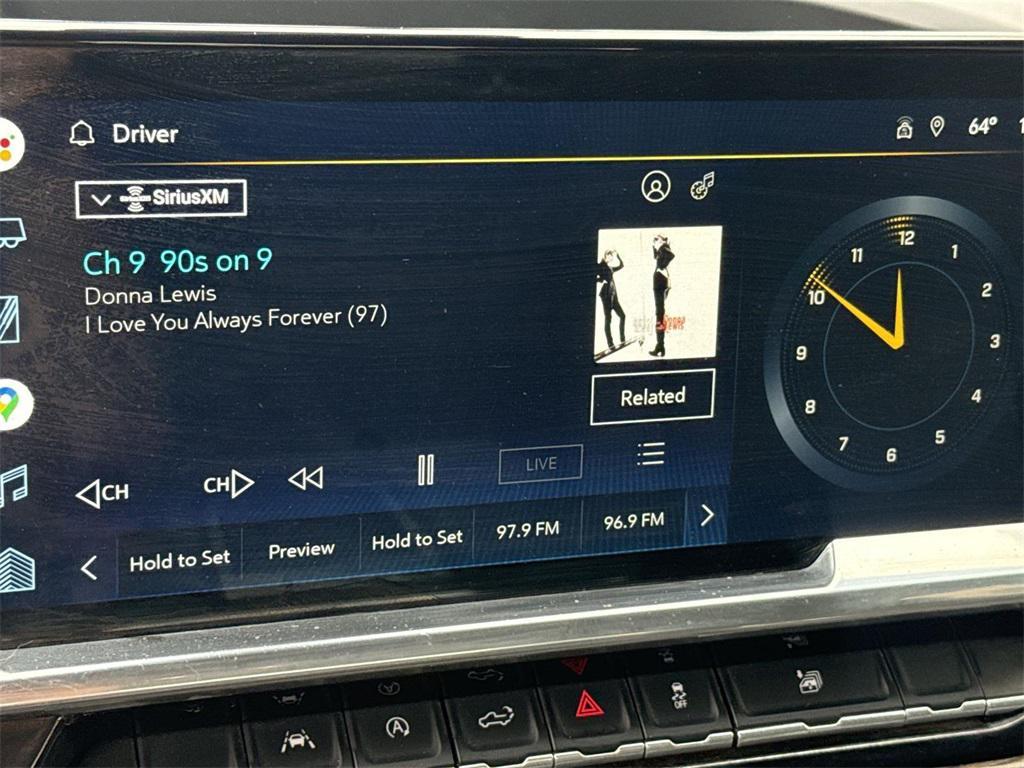 Driver
64°
SiriusXM
Ch 9 90s on 9
Donna Lewis
I Love You Always Forever (97)
Related
CH
CH
LIVE
Hold to Set
Preview
Hold to Set
97.9 FM
96.9 FM
12
1
2
3
4
5
6
7
8
9
10
11
A
OFF